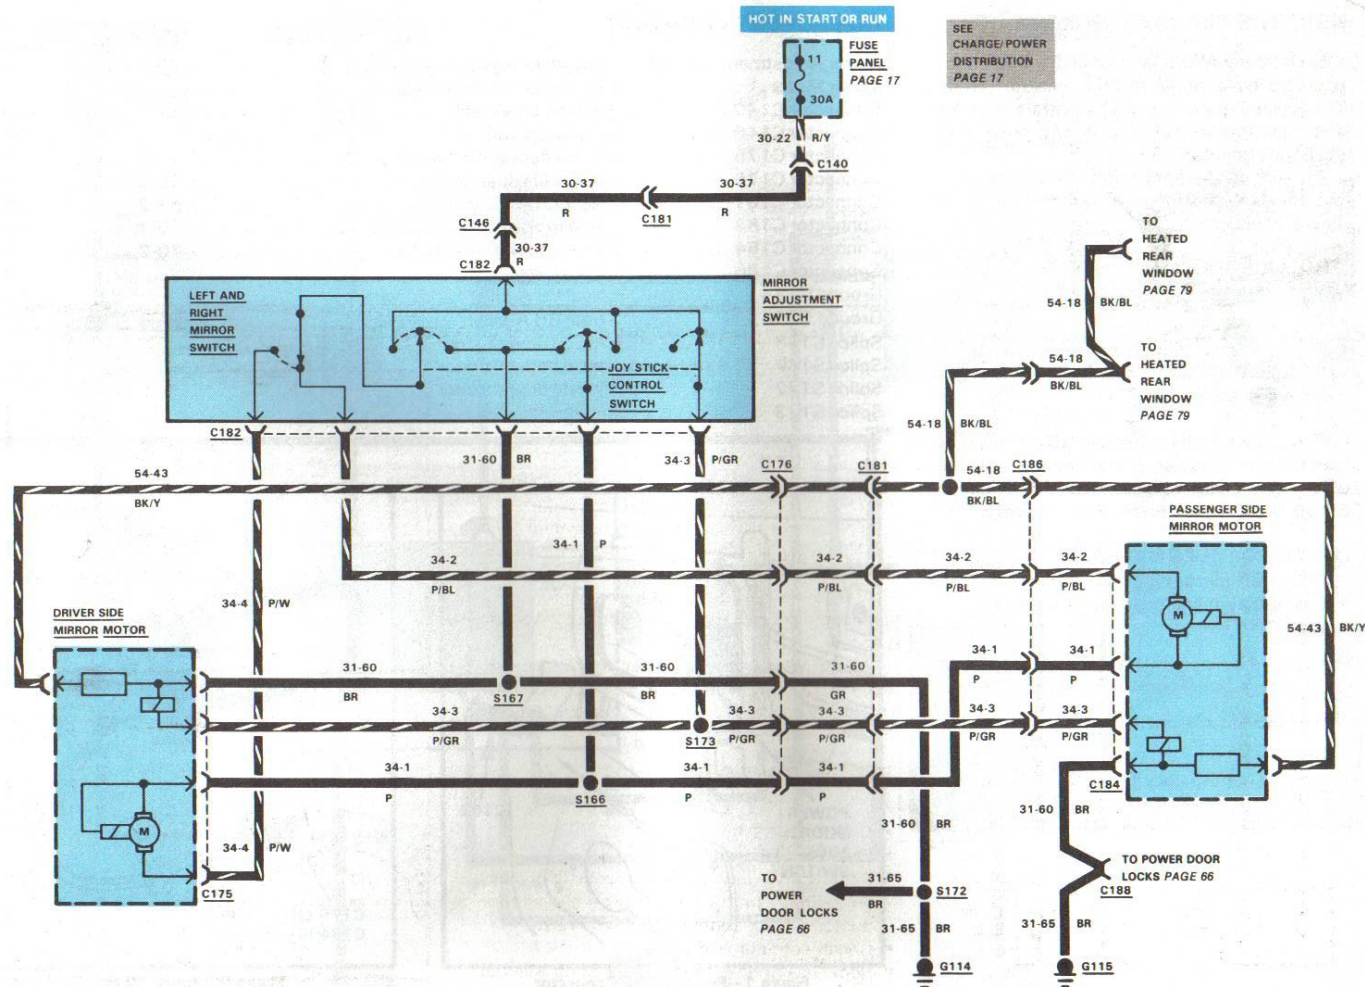 HOT IN START OR RUN
11
30A
FUSE
PANEL
PAGE 17
SEE
CHARGE/POWER
DISTRIBUTION
PAGE 17
30-22 R/Y
C140
30-37 30-37
R R
C181
C146
30-37
R
C182
TO
HEATED
REAR
WINDOW
PAGE 79
54-18 BK/BL
LEFT AND
RIGHT
MIRROR
SWITCH
MIRROR
ADJUSTMENT
SWITCH
JOY STICK
CONTROL
SWITCH
TO
HEATED
REAR
WINDOW
PAGE 79
54-18
BK/BL
54-18 BK/BL
C182
31-60 BR
34-3 P/GR
54-43
BK/Y
C176
C181
54-18
BK/BL
C186
PASSENGER SIDE
MIRROR MOTOR
34-1 P
34-2
P/BL
34-2
P/BL
34-2
P/BL
34-2
P/BL
34-4 P/W
M
54-43 BK/Y
DRIVER SIDE
MIRROR MOTOR
31-60
BR
31-60
BR
31-60
GR
34-1
P
34-1
P
S167
34-3
P/GR
34-3
P/GR
34-3
P/GR
34-3
P/GR
34-3
P/GR
S173
34-1
P
34-1
P
34-1
P
S166
C184
M
34-4 P/W
C175
31-60 BR
31-60 BR
TO POWER DOOR
LOCKS PAGE 66
C188
TO
POWER
DOOR LOCKS
PAGE 66
31-65
BR
S172
31-65 BR
31-65 BR
G114
G115